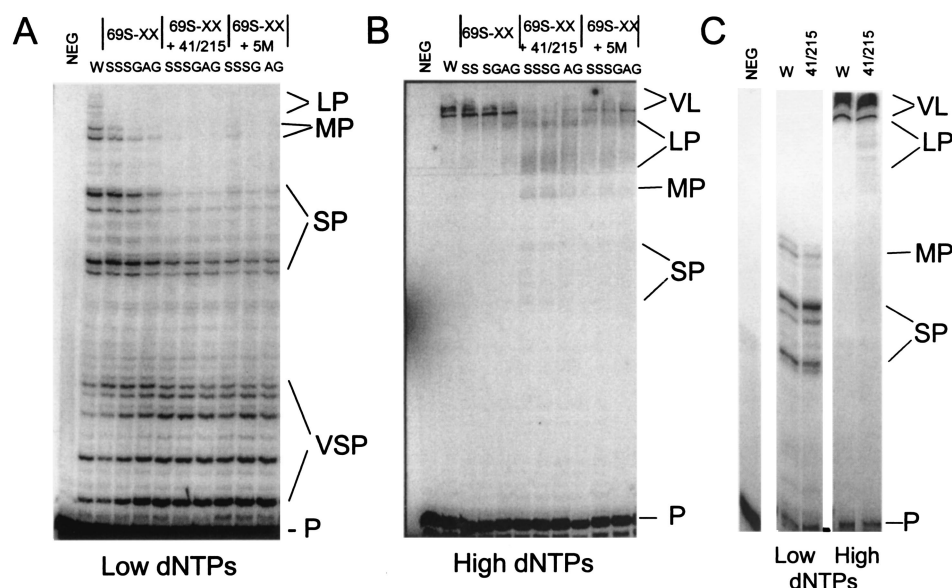 A
NEG
69S-XX
69S-XX
+ 41/215
69S-XX
+ 5M
W SSSGAG SSSGAG SSSG AG
LP
MP
SP
VSP
P
Low dNTPs
B
NEG
69S-XX
69S-XX
+ 41/215
69S-XX
+ 5M
W SS SGAG SSSG AG SSSGAG
VL
LP
MP
SP
P
High dNTPs
C
NEG
W
41/215
W
41/215
VL
LP
MP
SP
P
Low High
dNTPs